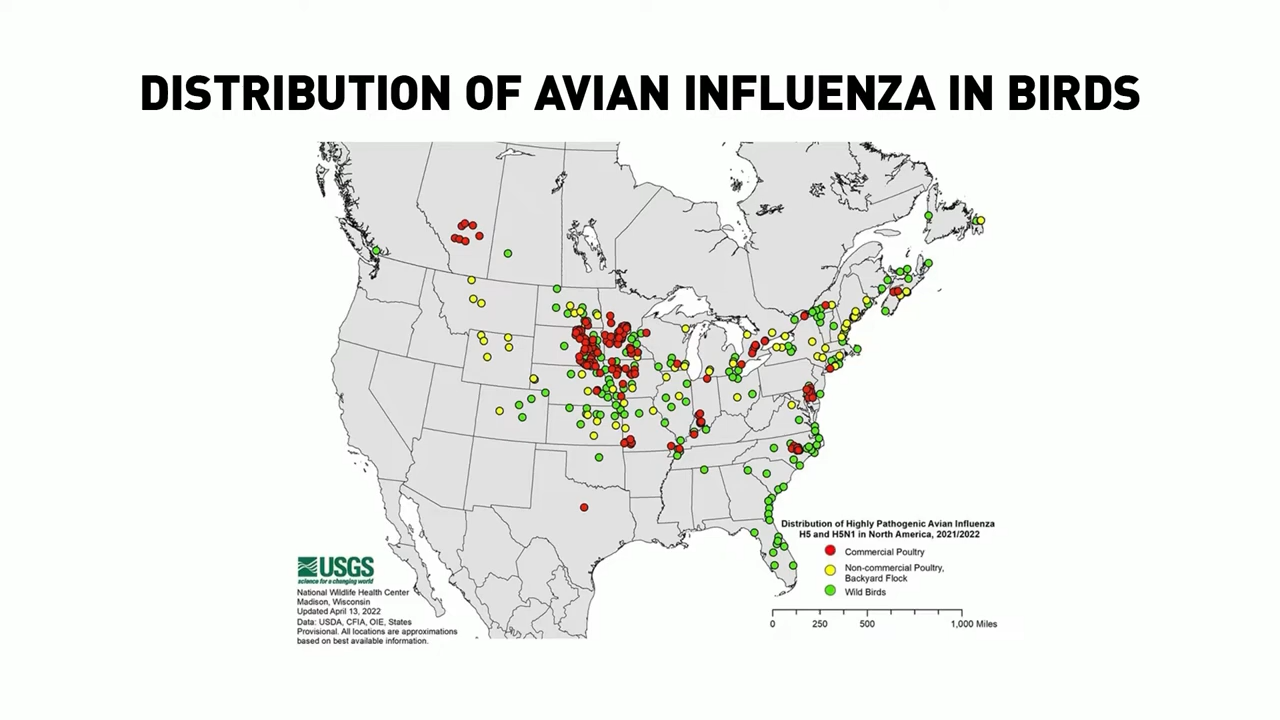 DISTRIBUTION OF AVIAN INFLUENZA IN BIRDS
Distribution of Highly Pathogenic Avian Influenza
H5 and H5N1 in North America, 2021/2022
Commercial Poultry
Non-commercial Poultry,
Backyard Flock
Wild Birds
0 250 500 1,000 Miles
USGS
science for a changing world
National Wildlife Health Center
Madison, Wisconsin
Updated April 13, 2022
Data: USDA, CFIA, OIE, States
Provisional. All locations are approximations
based on best available information.